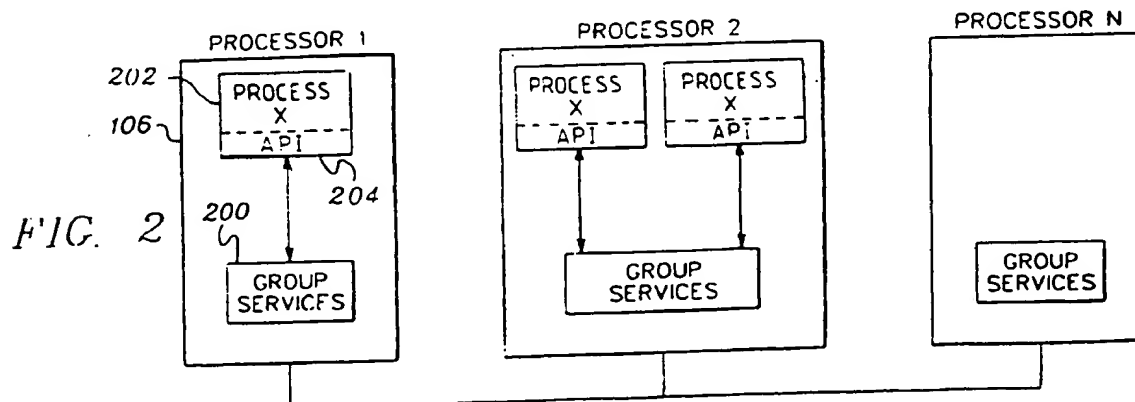 PROCESSOR 1
202
PROCESS
X
API
106
204
200
GROUP
SERVICES
FIG. 2
PROCESSOR 2
PROCESS
X
API
PROCESS
X
API
GROUP
SERVICES
PROCESSOR N
GROUP
SERVICES